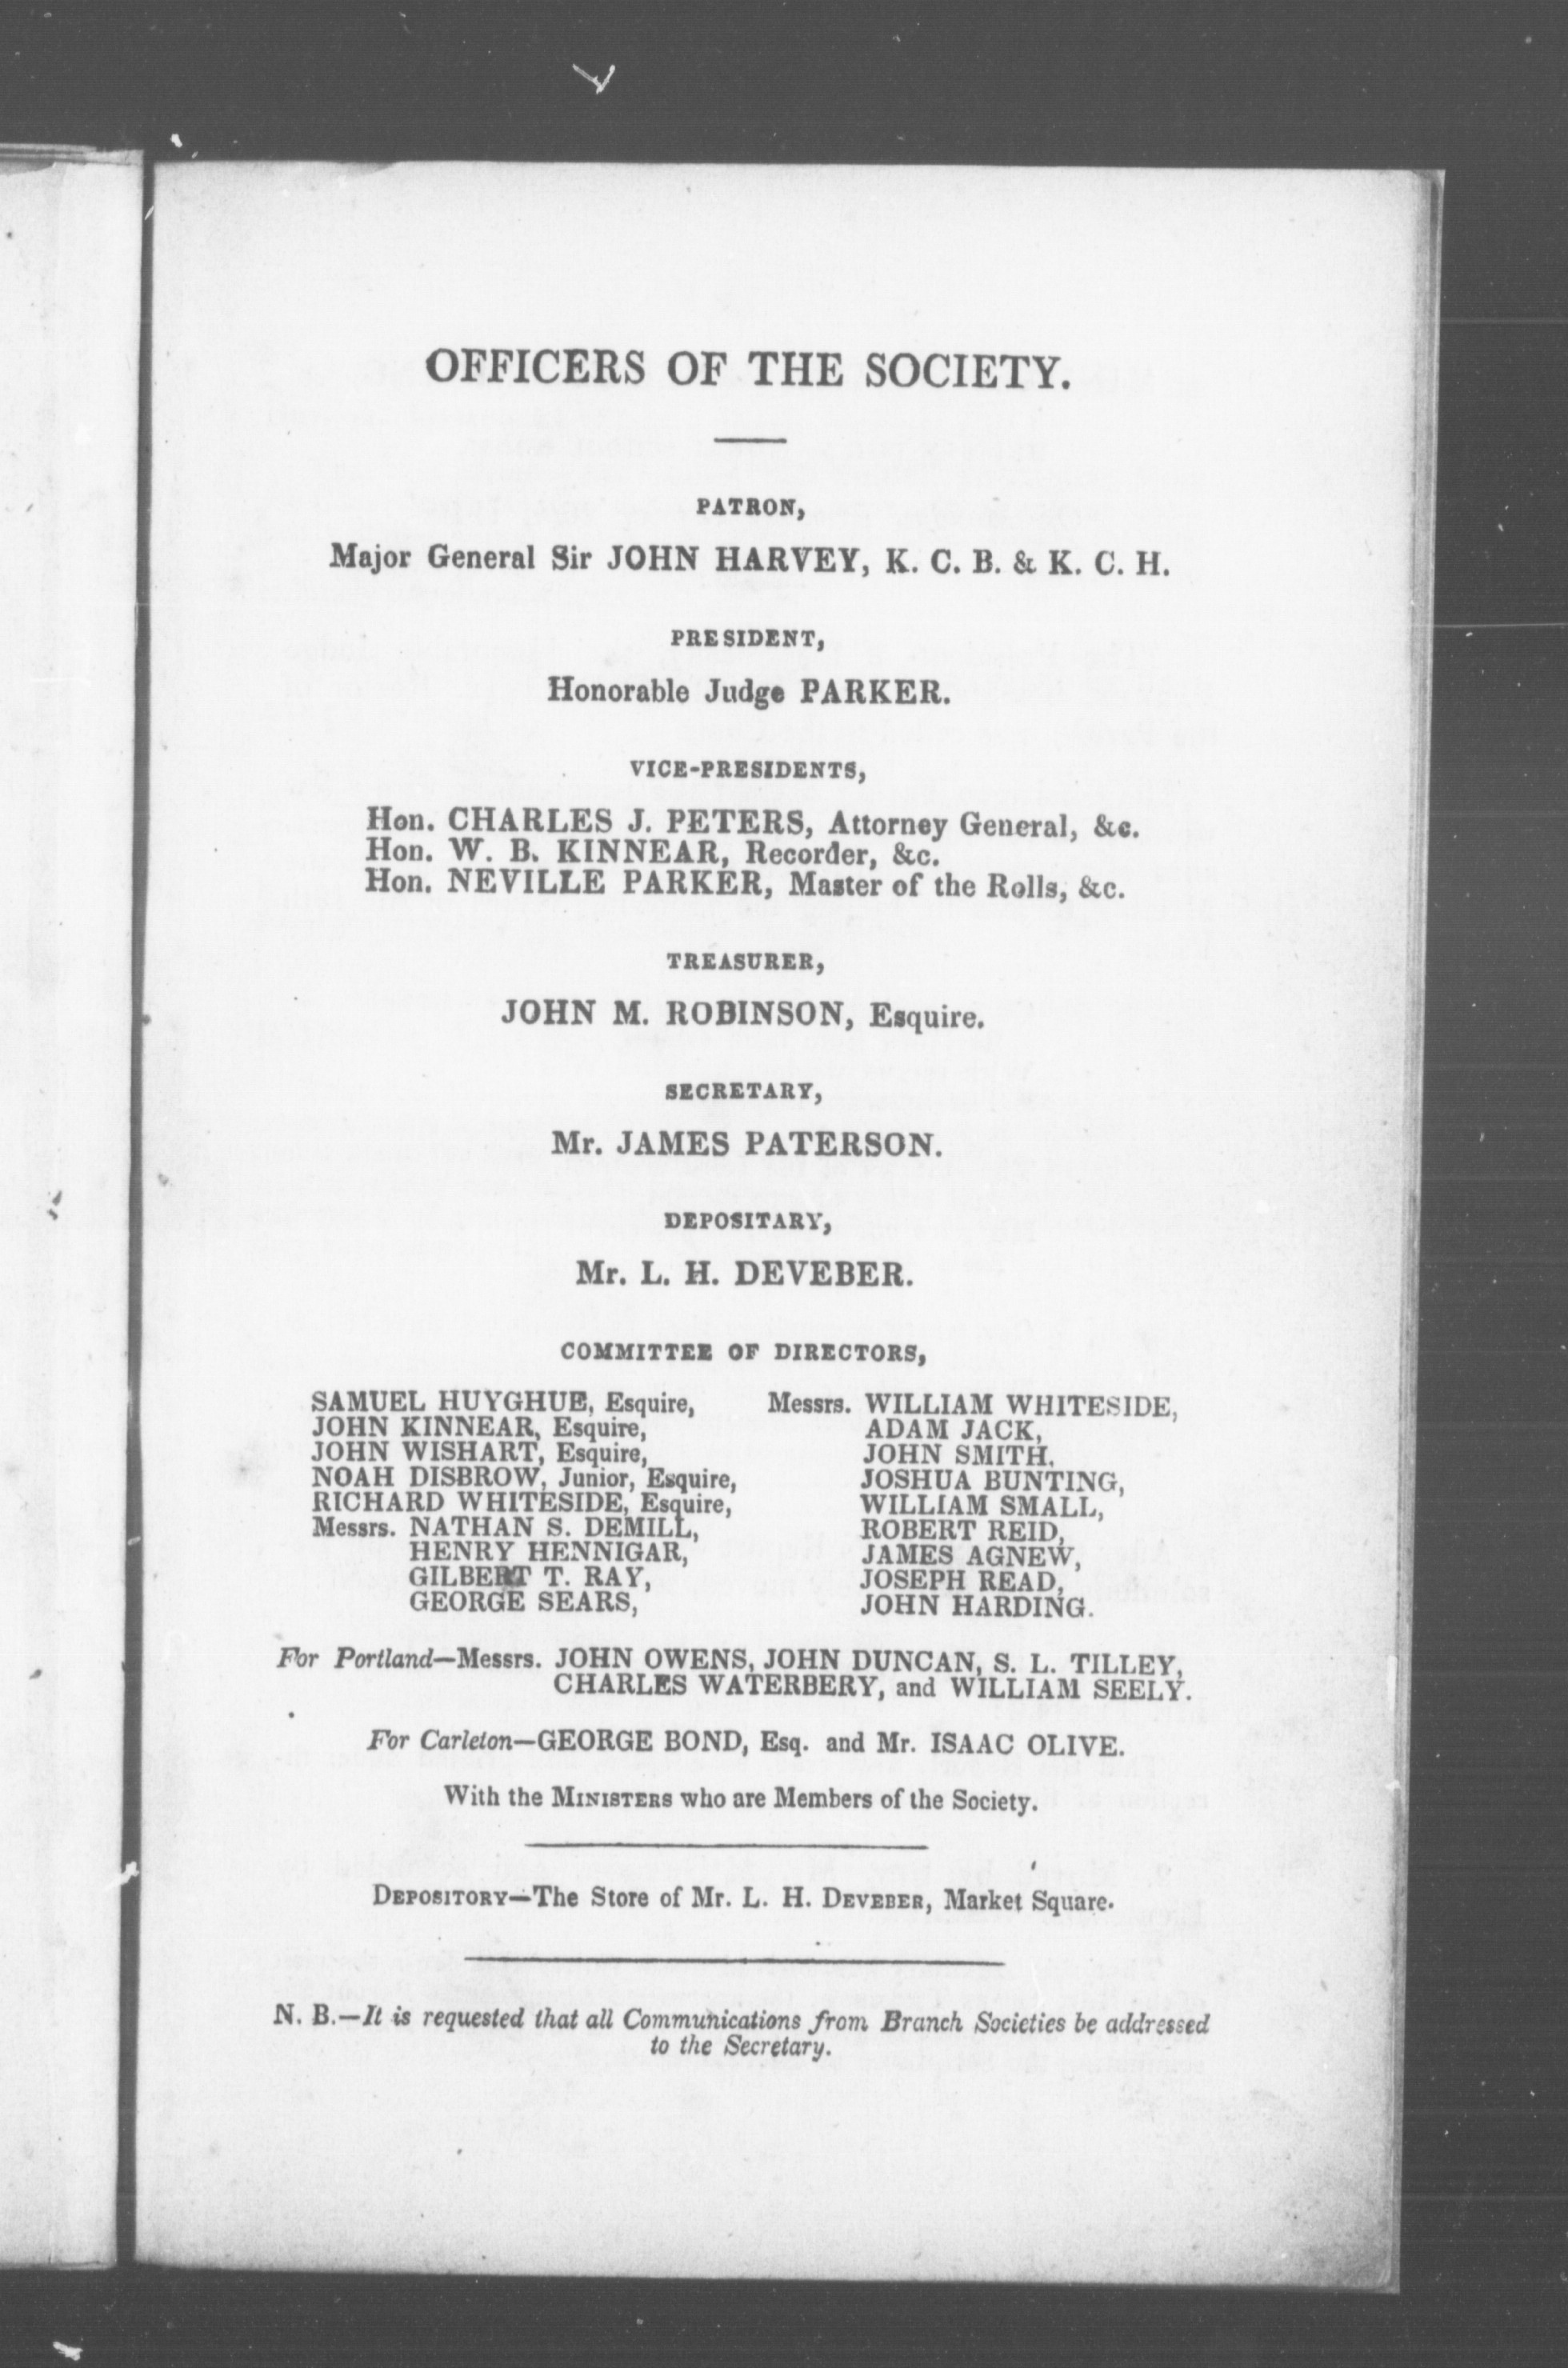 OFFICERS OF THE SOCIETY.
PATRON,
Major General Sir JOHN HARVEY, K. C. B. & K. C. H.
PRESIDENT,
Honorable Judge PARKER.
VICE-PRESIDENTS,
Hon. CHARLES J. PETERS, Attorney General, &c.
Hon. W. B. KINNEAR, Recorder, &c.
Hon. NEVILLE PARKER, Master of the Rolls, &c.
TREASURER,
JOHN M. ROBINSON, Esquire.
SECRETARY,
Mr. JAMES PATERSON.
DEPOSITARY,
Mr. L. H. DEVEBER.
COMMITTEE OF DIRECTORS,
SAMUEL HUYGHUE, Esquire,
JOHN KINNEAR, Esquire,
JOHN WISHART, Esquire,
NOAH DISBROW, Junior, Esquire,
RICHARD WHITESIDE, Esquire,
Messrs. NATHAN S. DEMILL,
HENRY HENNIGAR,
GILBERT T. RAY,
GEORGE SEARS,
Messrs. WILLIAM WHITESIDE,
ADAM JACK,
JOHN SMITH,
JOSHUA BUNTING,
WILLIAM SMALL,
ROBERT REID,
JAMES AGNEW,
JOSEPH READ,
JOHN HARDING.
For Portland—Messrs. JOHN OWENS, JOHN DUNCAN, S. L. TILLEY,
CHARLES WATERBERY, and WILLIAM SEELY.
For Carleton—GEORGE BOND, Esq. and Mr. ISAAC OLIVE.
With the MINISTERS who are Members of the Society.
DEPOSITORY—The Store of Mr. L. H. DEVEBER, Market Square.
N. B.—It is requested that all Communications from Branch Societies be addressed
to the Secretary.